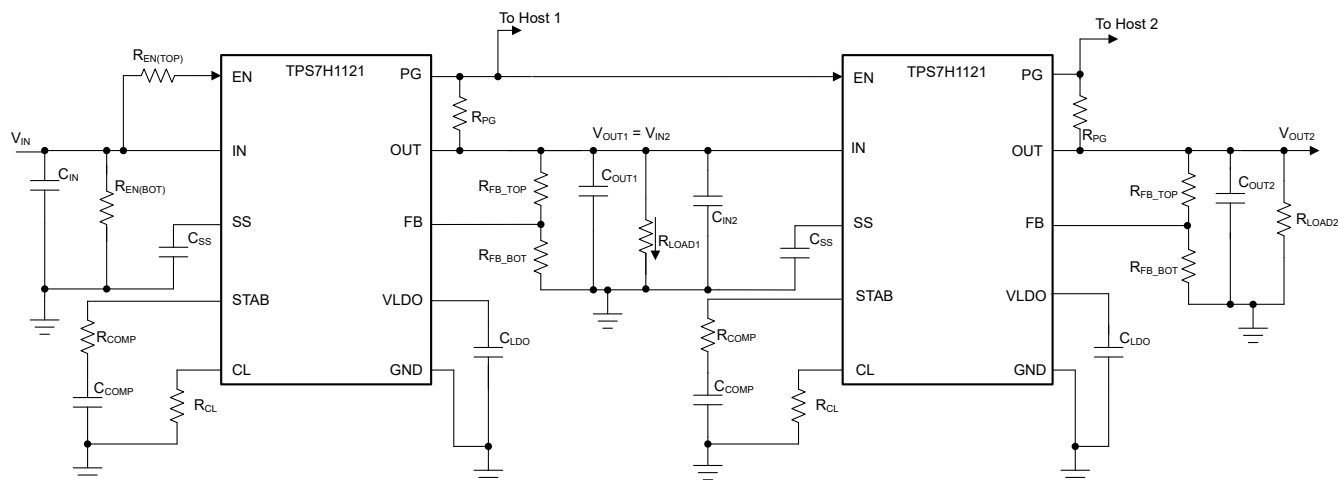 To Host 1
To Host 2
R_EN(TOP)
EN
TPS7H1121
PG
EN
TPS7H1121
PG
R_PG
R_PG
V_IN
V_OUT1 = V_IN2
V_OUT2
IN
OUT
IN
OUT
C_IN
R_EN(BOT)
R_FB_TOP
C_OUT1
R_FB_TOP
C_OUT2
SS
FB
C_IN2
SS
FB
C_SS
R_LOAD1
C_SS
R_LOAD2
R_FB_BOT
R_FB_BOT
STAB
VLDO
STAB
VLDO
R_COMP
R_COMP
C_LDO
C_LDO
CL
GND
CL
GND
C_COMP
R_CL
C_COMP
R_CL